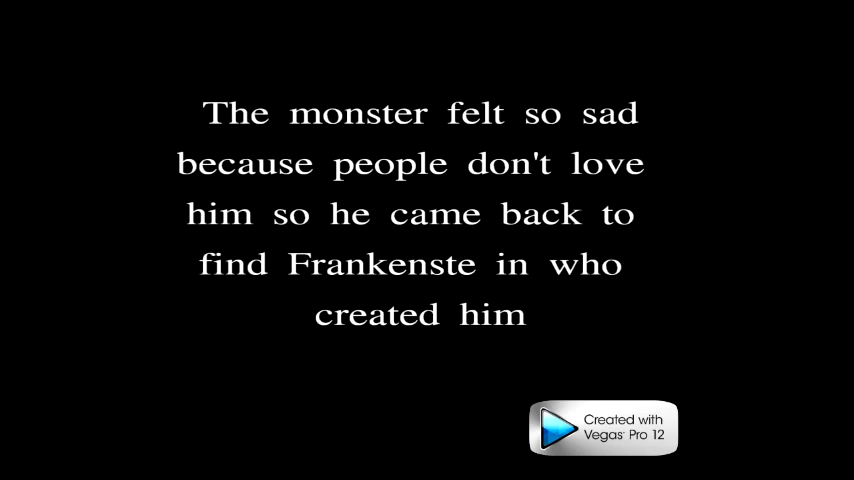 The monster felt so sad
because people don't love
him so he came back to
find Frankenste in who
created him
Created with
Vegas Pro 12